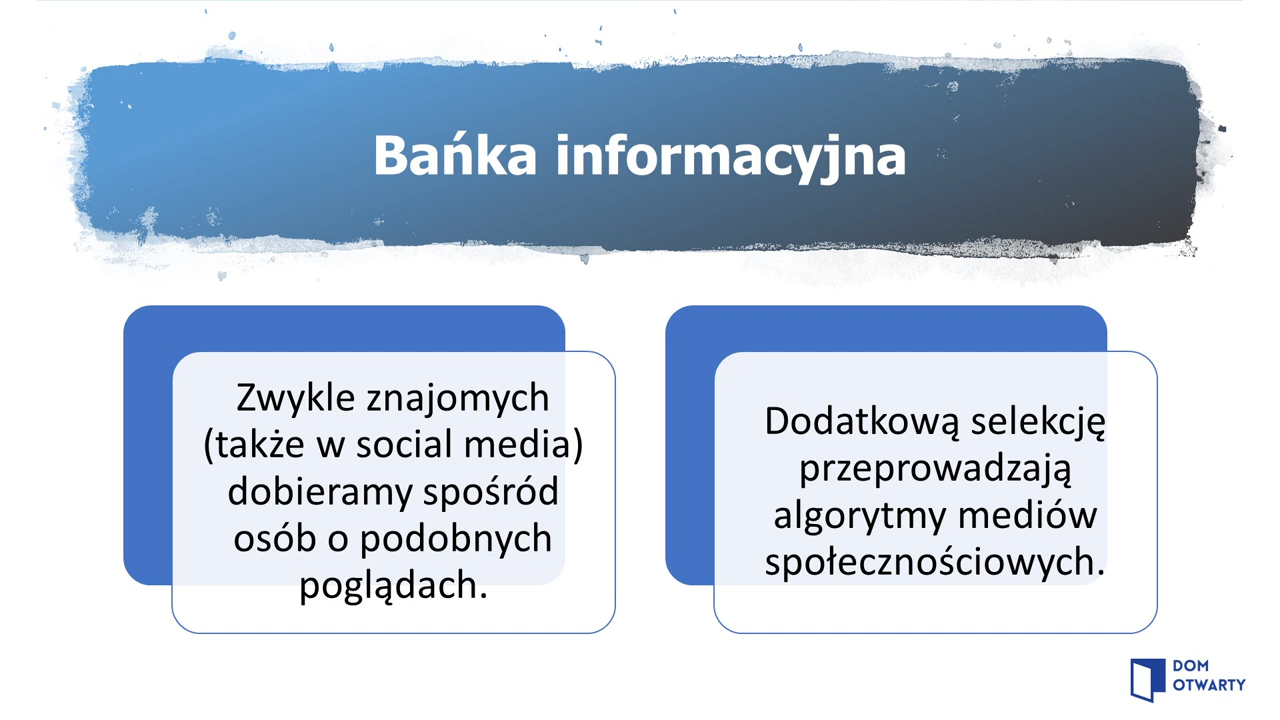 Bańka informacyjna
Zwykle znajomych
(także w social media)
dobieramy spośród
osób o podobnych
poglądach.
Dodatkową selekcję
przeprowadzają
algorytmy mediów
społecznościowych.
DOM
OTWARTY